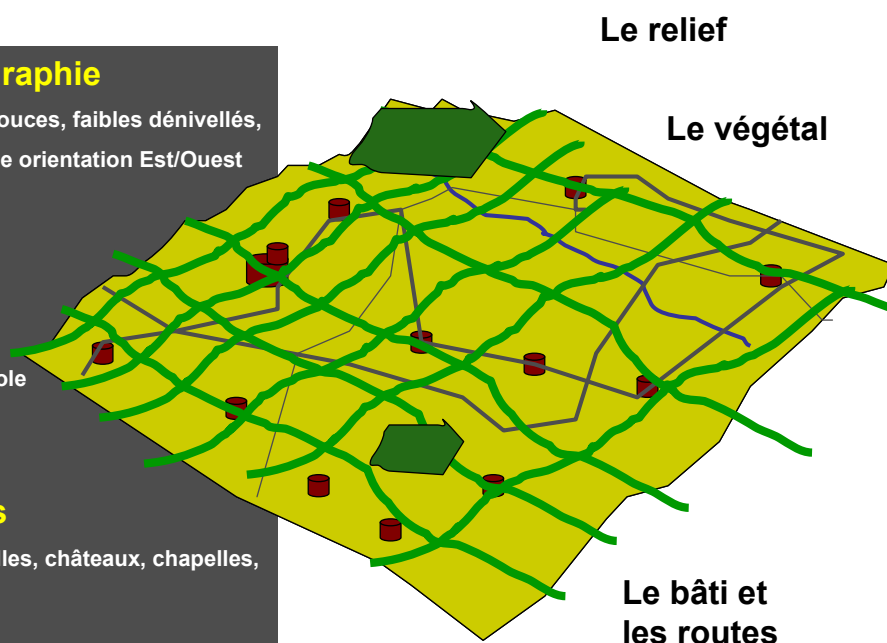 Le relief
raphie
ouces, faibles dénivellés,
e orientation Est/Ouest
Le végétal
ole
s
lles, châteaux, chapelles,
Le bâti et
les routes